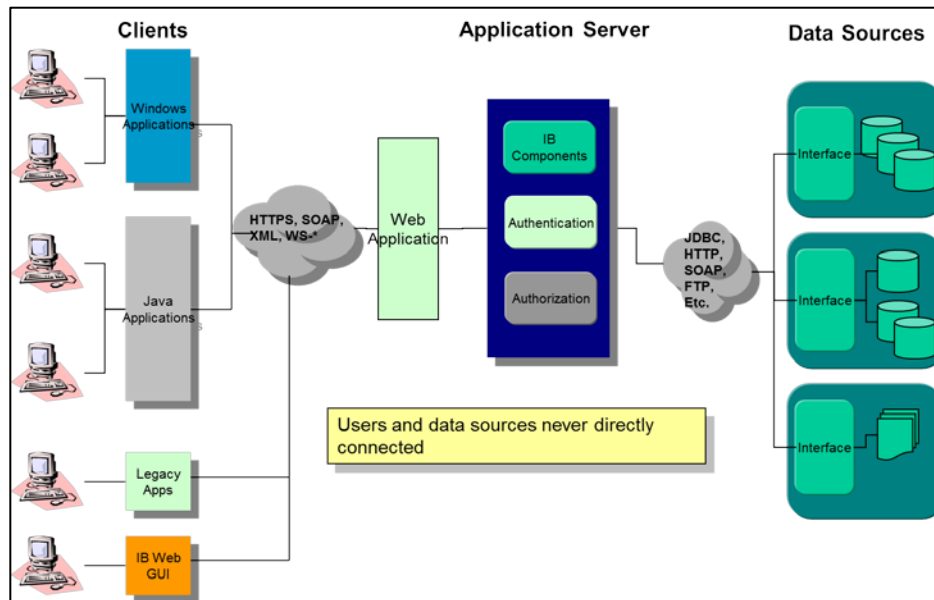 Clients
Application Server
Data Sources
Windows
Applications
Java
Applications
Legacy
Apps
IB Web
GUI
HTTPS, SOAP,
XML, WS-*
Web
Application
IB
Components
Authentication
Authorization
JDBC,
HTTP,
SOAP,
FTP,
Etc.
Interface
Interface
Interface
Users and data sources never directly
connected